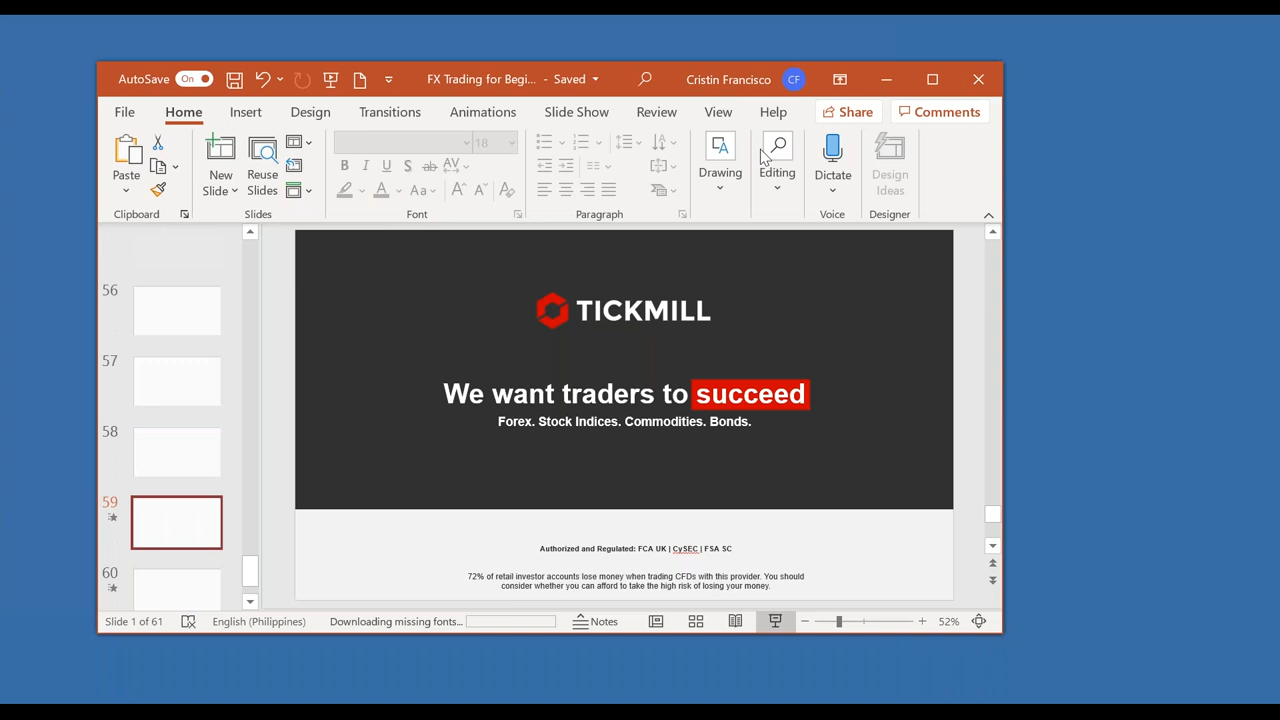 AutoSave On FX Trading for Begi... - Saved Cristin Francisco CF
File Home Insert Design Transitions Animations Slide Show Review View Help Share Comments
18
Paste New Slide Reuse Slides Drawing Editing Dictate Design Ideas
Clipboard Slides Font Paragraph Voice Designer
56
57
58
59
60
TICKMILL
We want traders to succeed
Forex. Stock Indices. Commodities. Bonds.
Authorized and Regulated: FCA UK | CySEC | FSA SC
72% of retail investor accounts lose money when trading CFDs with this provider. You should
consider whether you can afford to take the high risk of losing your money.
Slide 1 of 61 English (Philippines) Downloading missing fonts... Notes 52%